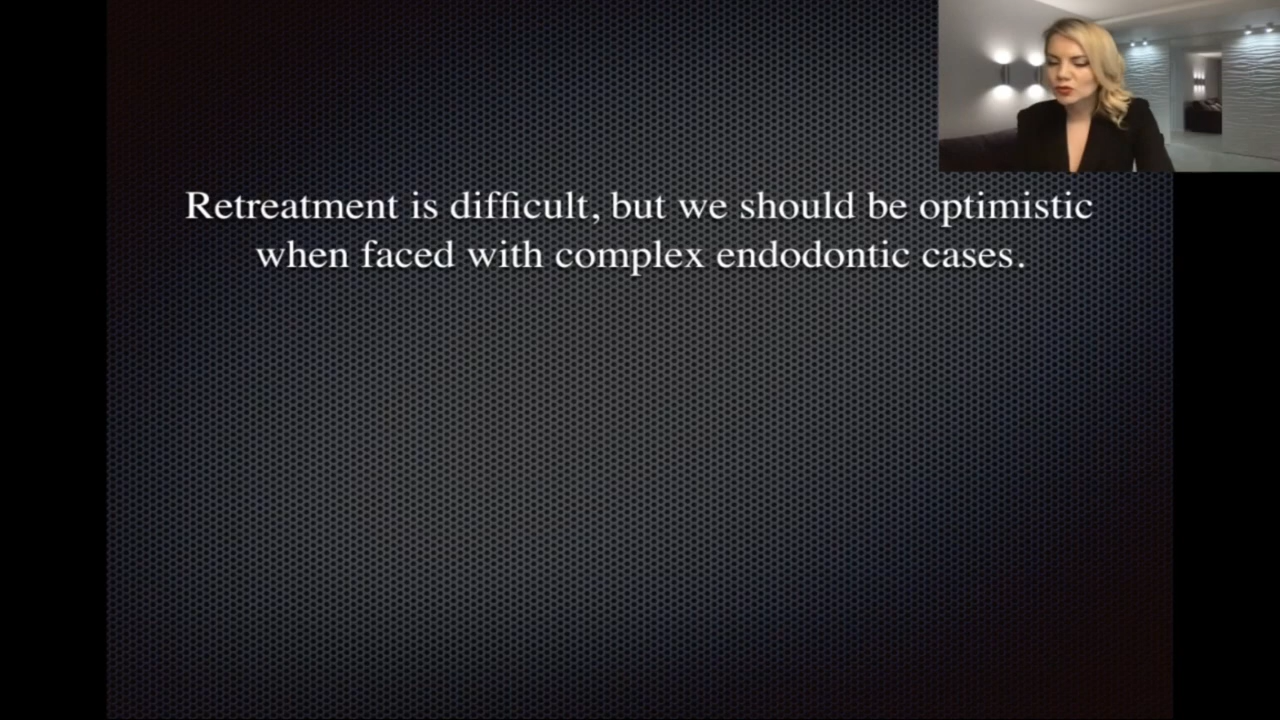 Retreatment is difficult, but we should be optimistic
when faced with complex endodontic cases.